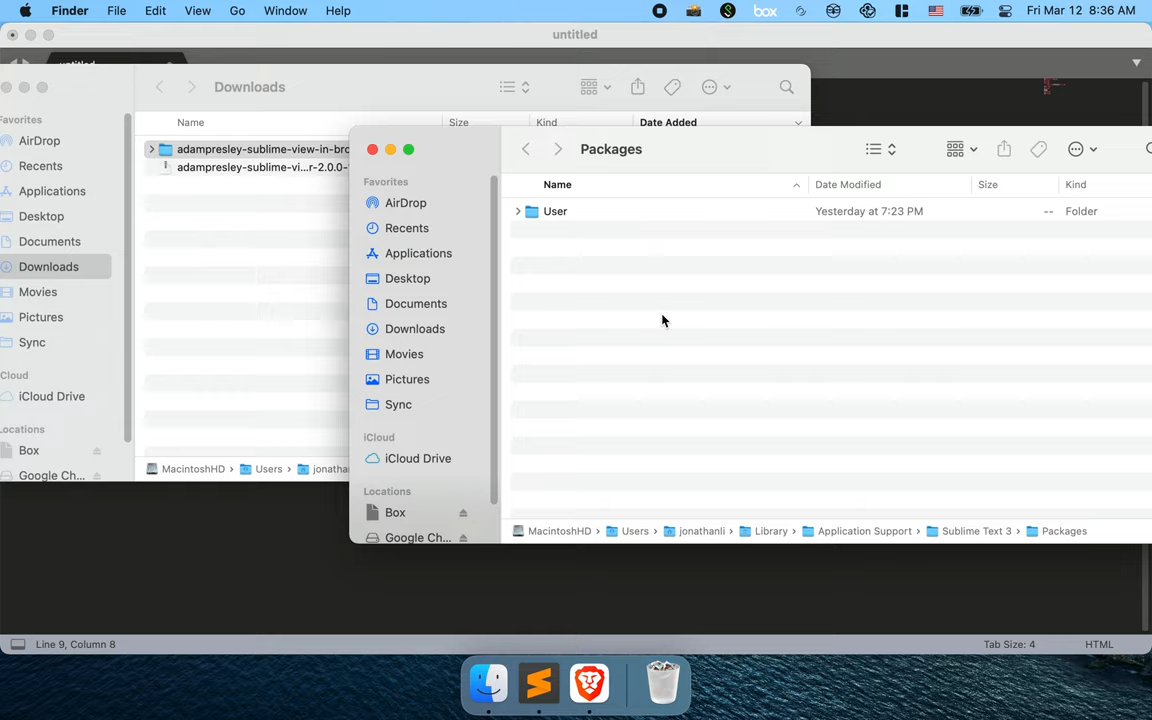 Finder File Edit View Go Window Help box Fri Mar 12 8:36 AM
untitled
untitled
Downloads
Favorites
AirDrop
Recents
Applications
Desktop
Documents
Downloads
Movies
Pictures
Sync
Cloud
iCloud Drive
Locations
Box
Google Ch...
Name Size Kind Date Added
adampresley-sublime-view-in-bro
adampresley-sublime-vi...r-2.0.0-
MacintoshHD › Users › jonathan
Packages
Favorites
AirDrop
Recents
Applications
Desktop
Documents
Downloads
Movies
Pictures
Sync
iCloud
iCloud Drive
Locations
Box
Google Ch...
Name Date Modified Size Kind
User Yesterday at 7:23 PM -- Folder
MacintoshHD › Users › jonathanli › Library › Application Support › Sublime Text 3 › Packages
Line 9, Column 8 Tab Size: 4 HTML